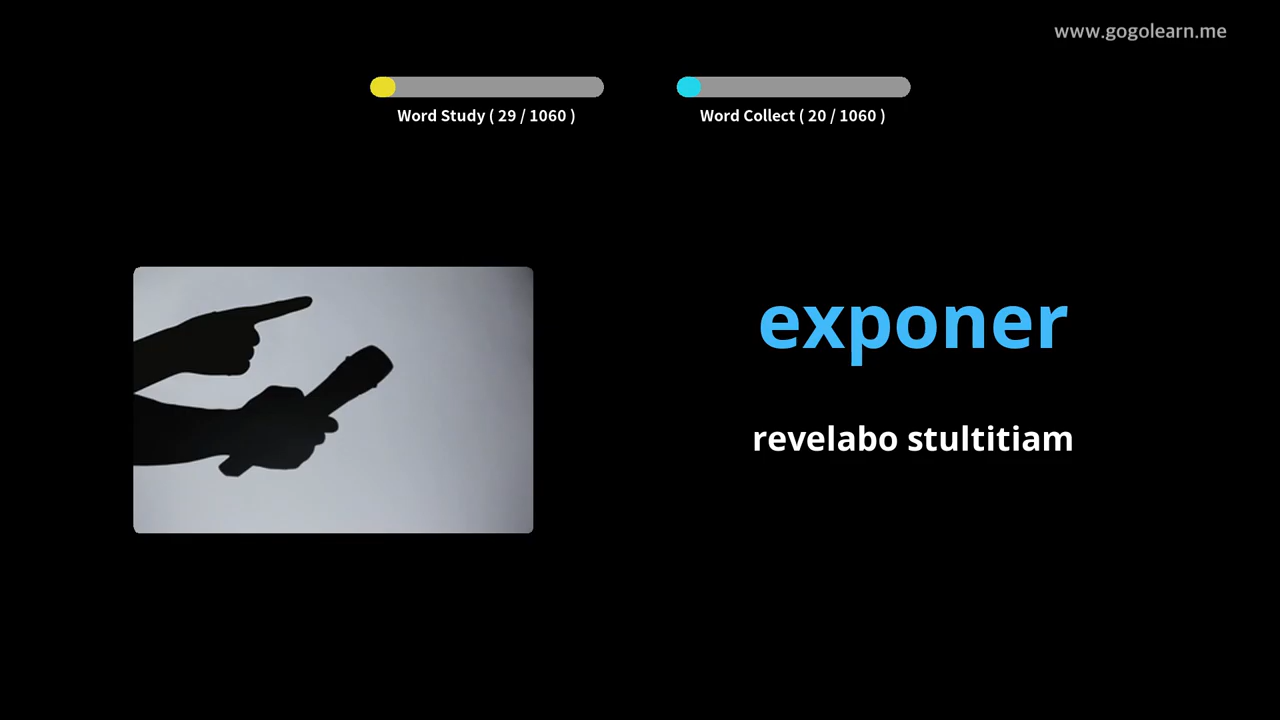 www.gogolearn.me
Word Study ( 29 / 1060 )
Word Collect ( 20 / 1060 )
exponer
revelabo stultitiam